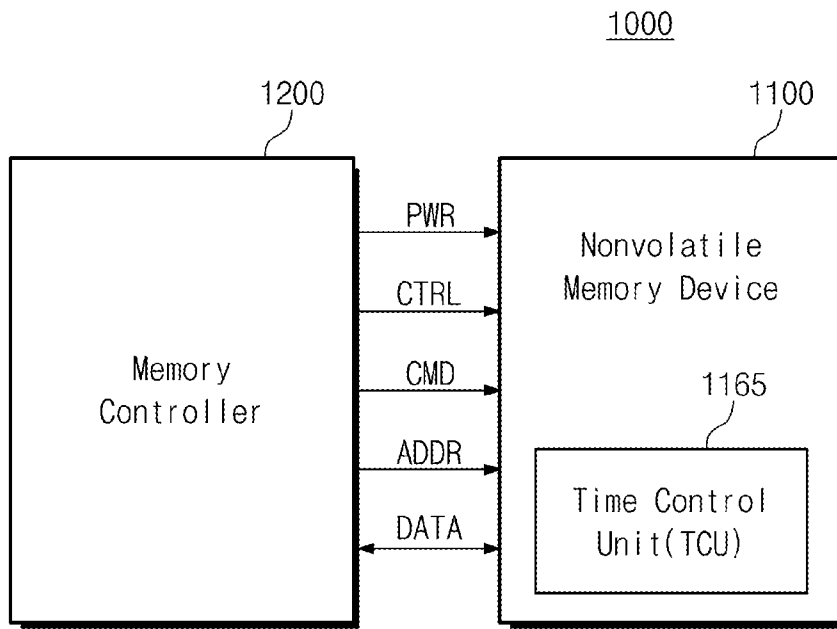 1000
1200
1100
PWR
CTRL
CMD
ADDR
DATA
Memory
Controller
Nonvolatile
Memory Device
1165
Time Control
Unit(TCU)